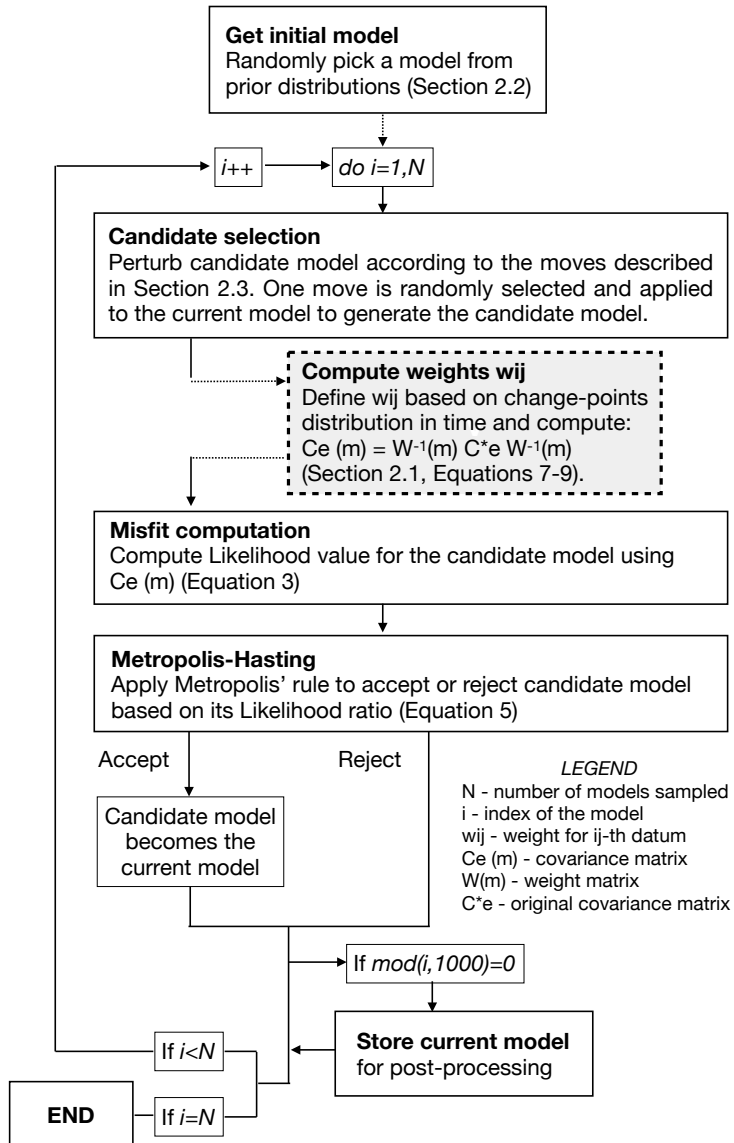 Get initial model
Randomly pick a model from
prior distributions (Section 2.2)
i++
do i=1,N
Candidate selection
Perturb candidate model according to the moves described
in Section 2.3. One move is randomly selected and applied
to the current model to generate the candidate model.
Compute weights wij
Define wij based on change-points
distribution in time and compute:
Ce (m) = W⁻¹(m) C*e W⁻¹(m)
(Section 2.1, Equations 7-9).
Misfit computation
Compute Likelihood value for the candidate model using
Ce (m) (Equation 3)
Metropolis-Hasting
Apply Metropolis’ rule to accept or reject candidate model
based on its Likelihood ratio (Equation 5)
Accept
Reject
Candidate model
becomes the
current model
LEGEND
N - number of models sampled
i - index of the model
wij - weight for ij-th datum
Ce (m) - covariance matrix
W(m) - weight matrix
C*e - original covariance matrix
If mod(i,1000)=0
Store current model
for post-processing
If i<N
If i=N
END